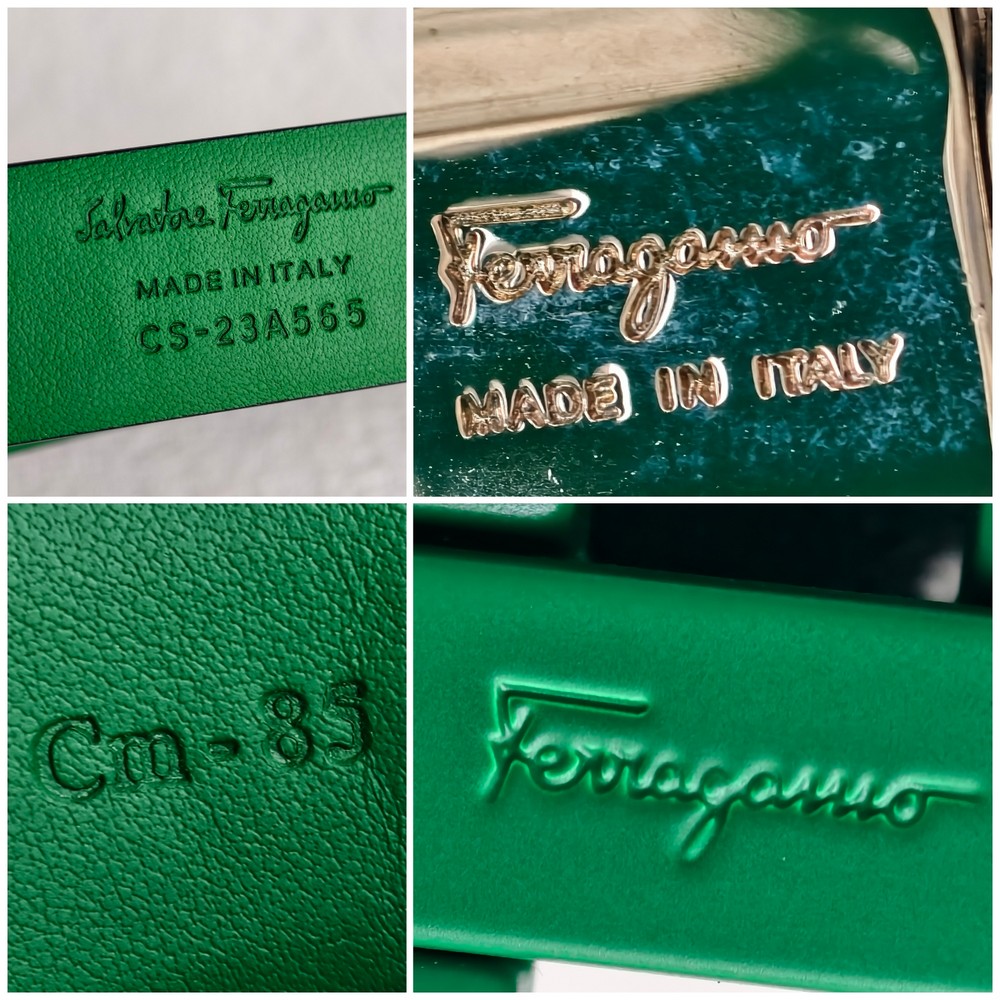 Salvatore Ferragamo
MADE IN ITALY
CS-23A565
Ferragamo
MADE IN ITALY
Cm - 85
Ferragamo